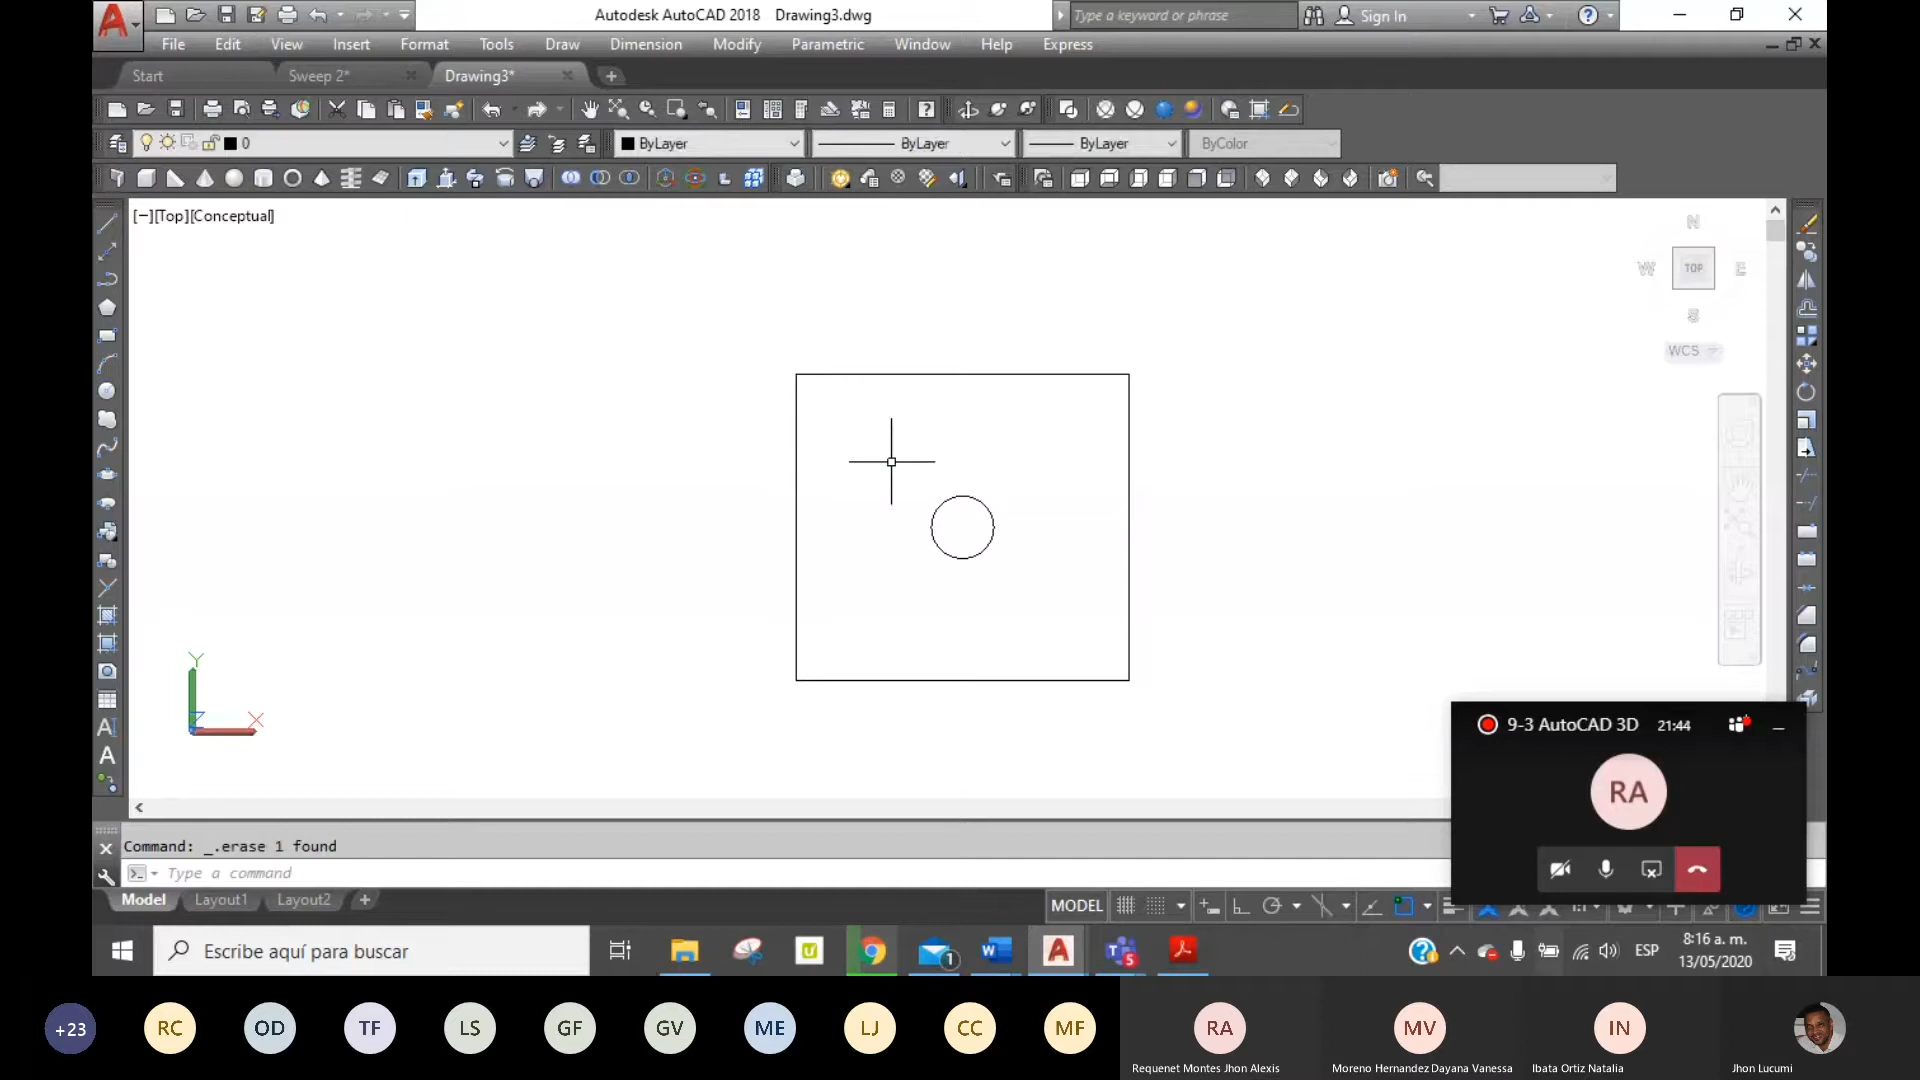 Autodesk AutoCAD 2018 Drawing3.dwg
Type a keyword or phrase
Sign In
File Edit View Insert Format Tools Draw Dimension Modify Parametric Window Help Express
Start Sweep 2* Drawing3*
0 ByLayer ByLayer ByLayer ByColor
[−][Top][Conceptual]
N
W TOP E
S
WCS
Y
Z X
9-3 AutoCAD 3D 21:44
RA
Command: _.erase 1 found
Type a command
Model Layout1 Layout2
MODEL
Escribe aquí para buscar
1
5
ESP
8:16 a. m.
13/05/2020
+23 RC OD TF LS GF GV ME LJ CC MF RA MV IN
Requenet Montes Jhon Alexis Moreno Hernandez Dayana Vanessa Ibata Ortiz Natalia Jhon Lucumi